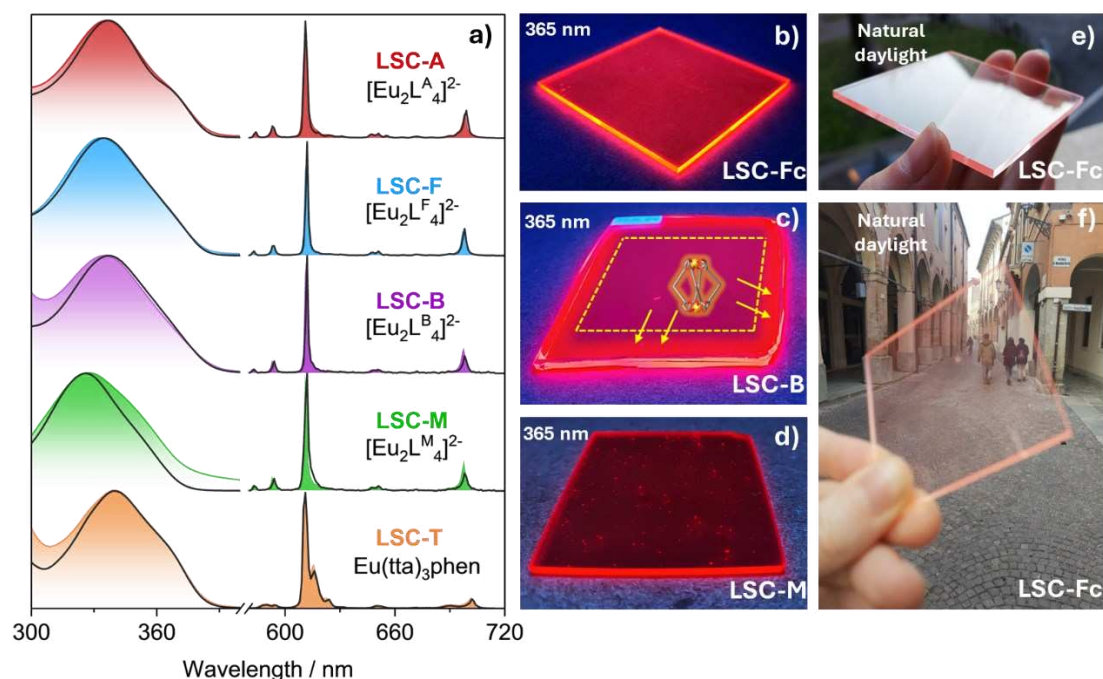 a)
LSC-A
[Eu₂Lᴬ₄]²⁻
LSC-F
[Eu₂Lᶠ₄]²⁻
LSC-B
[Eu₂Lᴮ₄]²⁻
LSC-M
[Eu₂Lᴹ₄]²⁻
LSC-T
Eu(tta)₃phen
300
360
600
660
720
Wavelength / nm
365 nm
b)
LSC-Fc
365 nm
c)
LSC-B
365 nm
d)
LSC-M
Natural
daylight
e)
LSC-Fc
Natural
daylight
f)
LSC-Fc